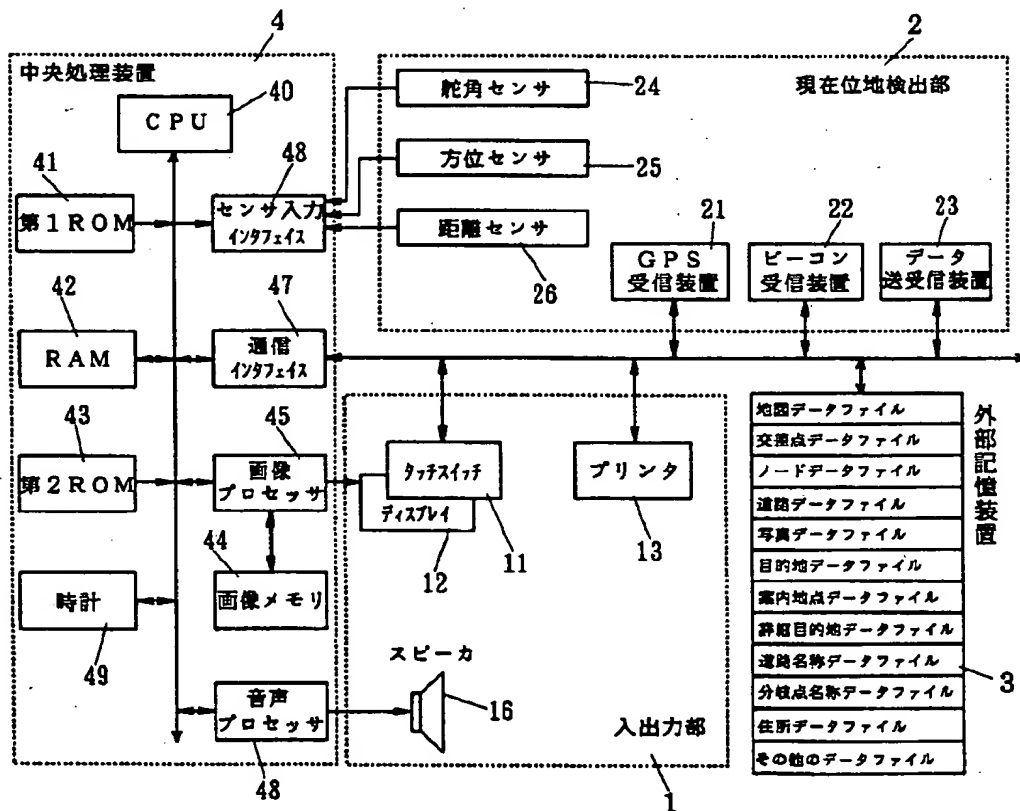 4
中央処理装置
40
CPU
41
第1ROM
48
センサ入力
インタフェイス
42
RAM
47
通信
インタフェイス
43
第2ROM
45
画像
プロセッサ
44
画像メモリ
時計
49
音声
プロセッサ
48
2
現在位地検出部
舵角センサ
24
方位センサ
25
距離センサ
26
21
GPS
受信装置
22
ビーコン
受信装置
23
データ
送受信装置
タッチスイッチ
ディスプレイ
12
11
プリンタ
13
スピーカ
16
入出力部
1
地図データファイル
交差点データファイル
ノードデータファイル
道路データファイル
写真データファイル
目的地データファイル
案内地点データファイル
詳細目的地データファイル
道路名称データファイル
分岐点名称データファイル
住所データファイル
その他のデータファイル
外部記憶装置
3